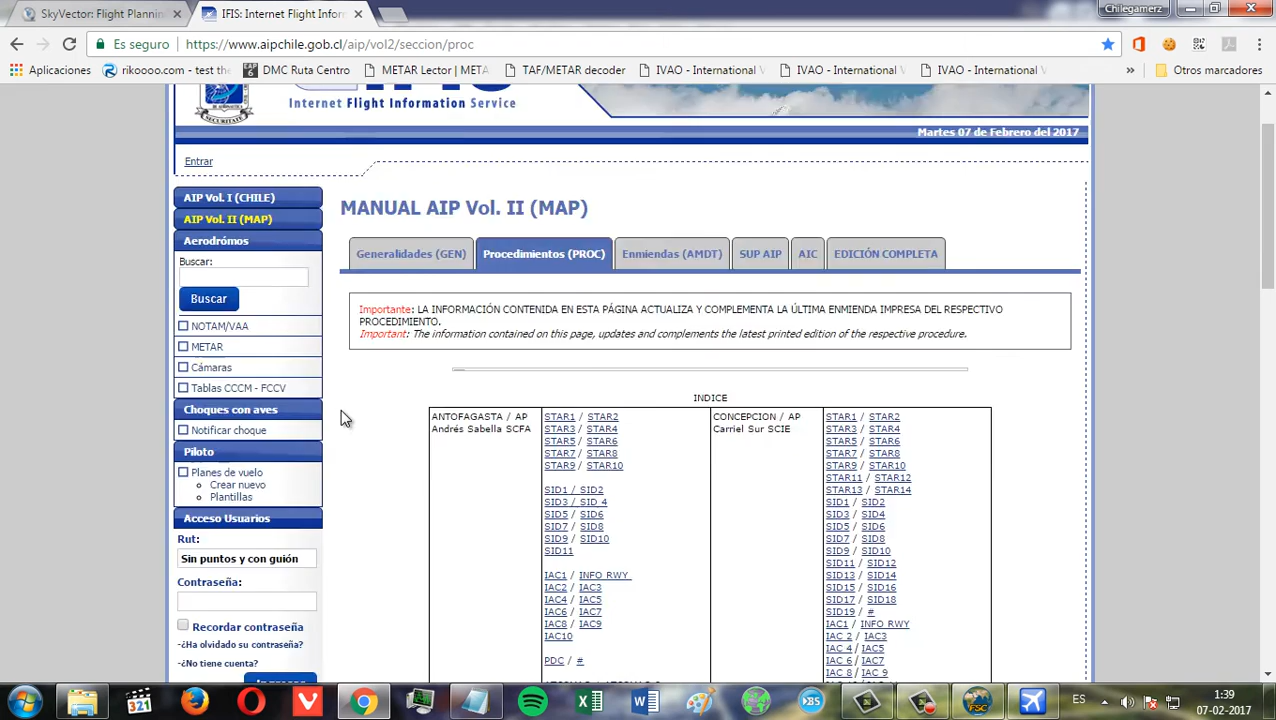 SkyVector: Flight Plannin
IFIS: Internet Flight Infor
Chilegamerz
Es seguro
https://www.aipchile.gob.cl/aip/vol2/seccion/proc
Aplicaciones
rikoooo.com - test the
DMC Ruta Centro
METAR Lector | META
TAF/METAR decoder
IVAO - International V
IVAO - International V
IVAO - International V
»
Otros marcadores
Internet Flight Information Service
Martes 07 de Febrero del 2017
Entrar
AIP Vol. I (CHILE)
AIP Vol. II (MAP)
Aerodrómos
Buscar:
Buscar
NOTAM/VAA
METAR
Cámaras
Tablas CCCM - FCCV
Choques con aves
Notificar choque
Piloto
Planes de vuelo
Crear nuevo
Plantillas
Acceso Usuarios
Rut:
Sin puntos y con guión
Contraseña:
Recordar contraseña
-¿Ha olvidado su contraseña?
-¿No tiene cuenta?
MANUAL AIP Vol. II (MAP)
Generalidades (GEN)
Procedimientos (PROC)
Enmiendas (AMDT)
SUP AIP
AIC
EDICIÓN COMPLETA
Importante: LA INFORMACIÓN CONTENIDA EN ESTA PÁGINA ACTUALIZA Y COMPLEMENTA LA ÚLTIMA ENMIENDA IMPRESA DEL RESPECTIVO
PROCEDIMIENTO.
Important: The information contained on this page, updates and complements the latest printed edition of the respective procedure.
INDICE
ANTOFAGASTA / AP
Andrés Sabella SCFA
STAR1 / STAR2
STAR3 / STAR4
STAR5 / STAR6
STAR7 / STAR8
STAR9 / STAR10
SID1 / SID2
SID3 / SID 4
SID5 / SID6
SID7 / SID8
SID9 / SID10
SID11
IAC1 / INFO RWY
IAC2 / IAC3
IAC4 / IAC5
IAC6 / IAC7
IAC8 / IAC9
IAC10
PDC / #
CONCEPCION / AP
Carriel Sur SCIE
STAR1 / STAR2
STAR3 / STAR4
STAR5 / STAR6
STAR7 / STAR8
STAR9 / STAR10
STAR11 / STAR12
STAR13 / STAR14
SID1 / SID2
SID3 / SID4
SID5 / SID6
SID7 / SID8
SID9 / SID10
SID11 / SID12
SID13 / SID14
SID15 / SID16
SID17 / SID18
SID19 / #
IAC1 / INFO RWY
IAC 2 / IAC3
IAC 4 / IAC5
IAC 6 / IAC7
IAC 8 / IAC 9
ES
1:39
07-02-2017